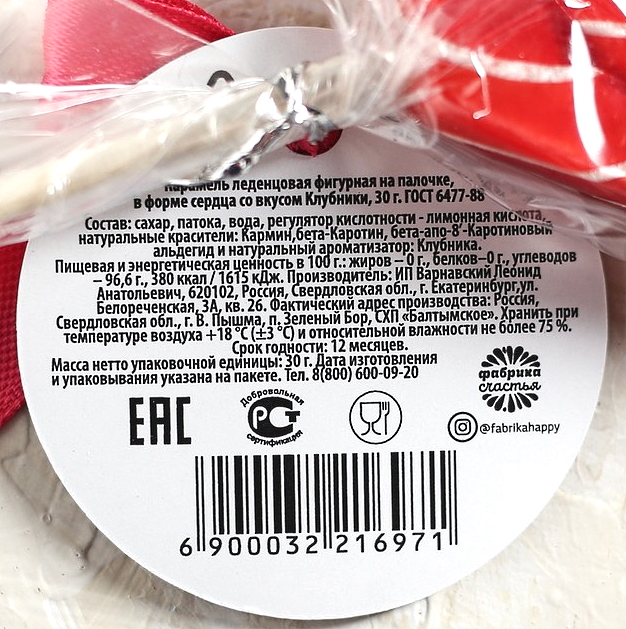 Карамель леденцовая фигурная на палочке,
в форме сердца со вкусом Клубники, 30 г. ГОСТ 6477-88
Состав: сахар, патока, вода, регулятор кислотности - лимонная кислота,
натуральные красители: Кармин,бета-Каротин, бета-апо-8'-Каротиновый
альдегид и натуральный ароматизатор: Клубника.
Пищевая и энергетическая ценность в 100 г.: жиров – 0 г., белков–0 г., углеводов
– 96,6 г., 380 ккал / 1615 кДж. Производитель: ИП Варнавский Леонид
Анатольевич, 620102, Россия, Свердловская обл., г. Екатеринбург,ул.
Белореченская, 3А, кв. 26. Фактический адрес производства: Россия,
Свердловская обл., г. В. Пышма, п. Зеленый Бор, СХП «Балтымское». Хранить при
температуре воздуха +18 °С (±3 °С) и относительной влажности не более 75 %.
Срок годности: 12 месяцев.
Масса нетто упаковочной единицы: 30 г. Дата изготовления
и упаковывания указана на пакете. Тел. 8(800) 600-09-20
фабрика
счастья
ЕАС
Добровольная
РСТ
сертификация
@fabrikahappy
6 900032 216971